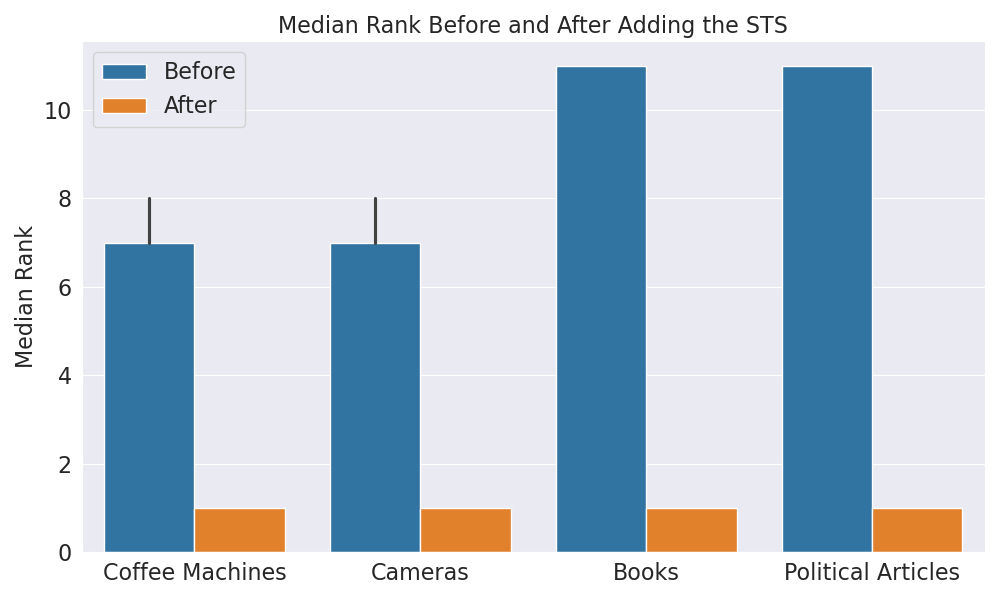 Median Rank Before and After Adding the STS
Before
After
Median Rank
10
8
6
4
2
0
Coffee Machines
Cameras
Books
Political Articles